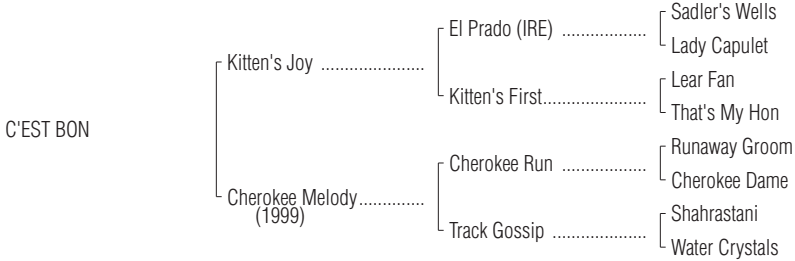 Sadler's Wells
El Prado (IRE) ..................
Lady Capulet
Kitten's Joy ......................
Lear Fan
Kitten's First......................
That's My Hon
C'EST BON
Runaway Groom
Cherokee Run ..................
Cherokee Dame
Cherokee Melody..............
(1999)
Shahrastani
Track Gossip ....................
Water Crystals